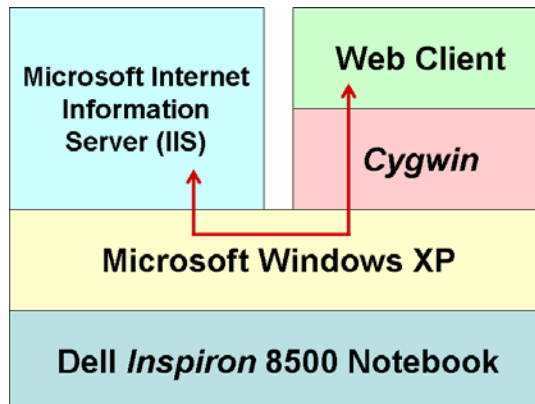 Microsoft Internet
Information
Server (IIS)
Web Client
Cygwin
Microsoft Windows XP
Dell Inspiron 8500 Notebook